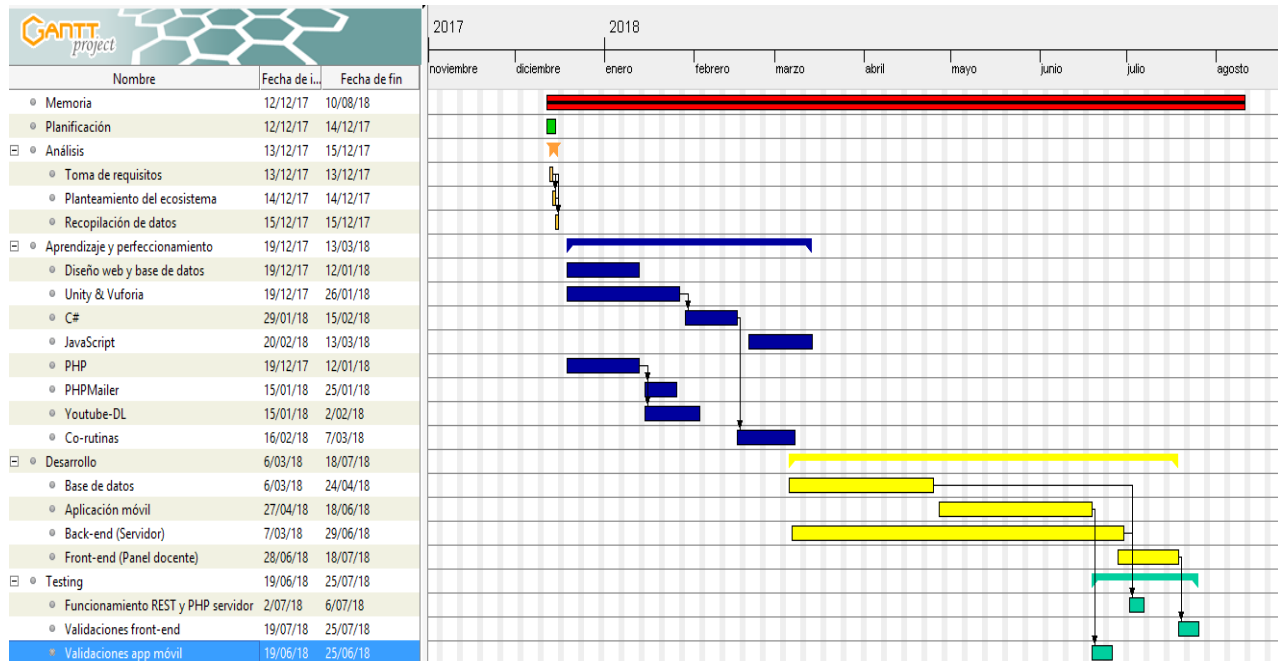 GANTT project
2017 2018
noviembre diciembre enero febrero marzo abril mayo junio julio agosto
Nombre Fecha de i... Fecha de fin
Memoria 12/12/17 10/08/18
Planificación 12/12/17 14/12/17
Análisis 13/12/17 15/12/17
Toma de requisitos 13/12/17 13/12/17
Planteamiento del ecosistema 14/12/17 14/12/17
Recopilación de datos 15/12/17 15/12/17
Aprendizaje y perfeccionamiento 19/12/17 13/03/18
Diseño web y base de datos 19/12/17 12/01/18
Unity & Vuforia 19/12/17 26/01/18
C# 29/01/18 15/02/18
JavaScript 20/02/18 13/03/18
PHP 19/12/17 12/01/18
PHPMailer 15/01/18 25/01/18
Youtube-DL 15/01/18 2/02/18
Co-rutinas 16/02/18 7/03/18
Desarrollo 6/03/18 18/07/18
Base de datos 6/03/18 24/04/18
Aplicación móvil 27/04/18 18/06/18
Back-end (Servidor) 7/03/18 29/06/18
Front-end (Panel docente) 28/06/18 18/07/18
Testing 19/06/18 25/07/18
Funcionamiento REST y PHP servidor 2/07/18 6/07/18
Validaciones front-end 19/07/18 25/07/18
Validaciones app móvil 19/06/18 25/06/18